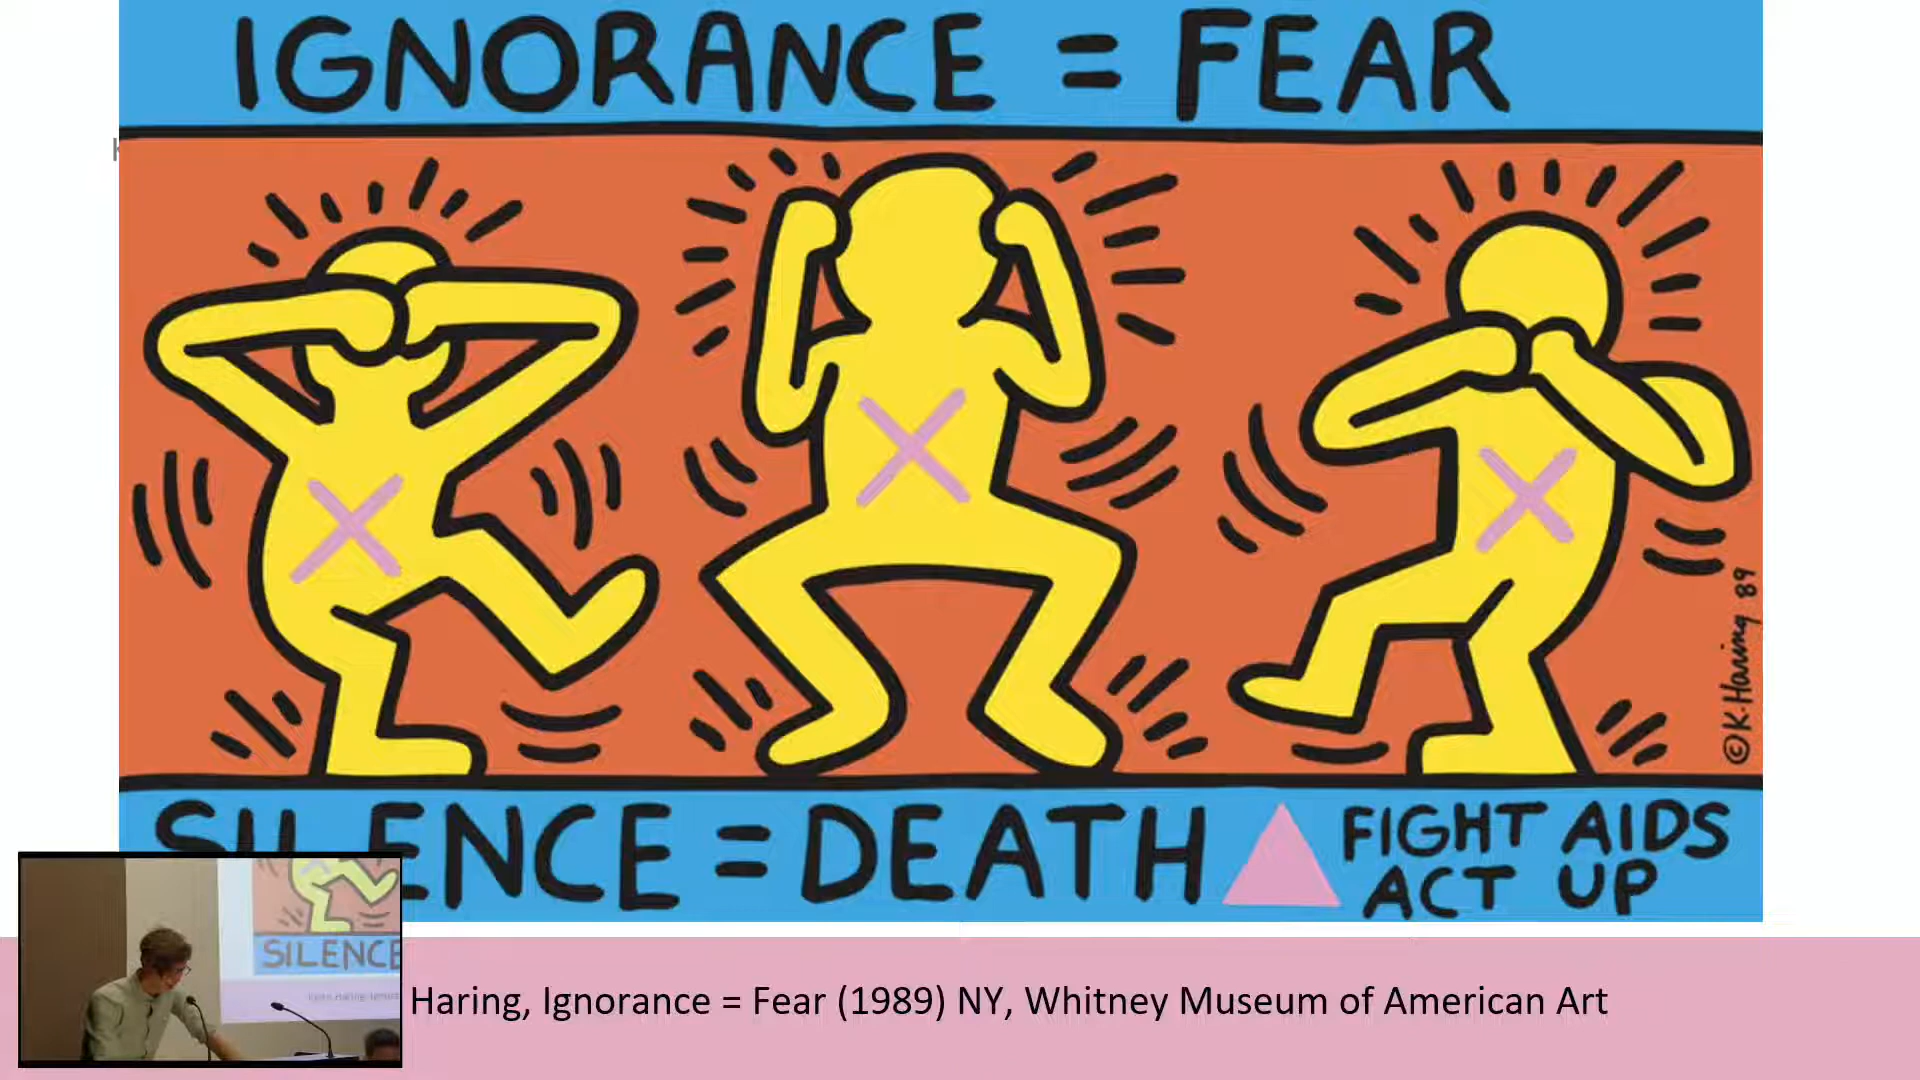 IGNORANCE = FEAR
©K. Haring 89
SILENCE = DEATH
FIGHT AIDS
ACT UP
SILENCE
Haring, Ignorance = Fear (1989) NY, Whitney Museum of American Art